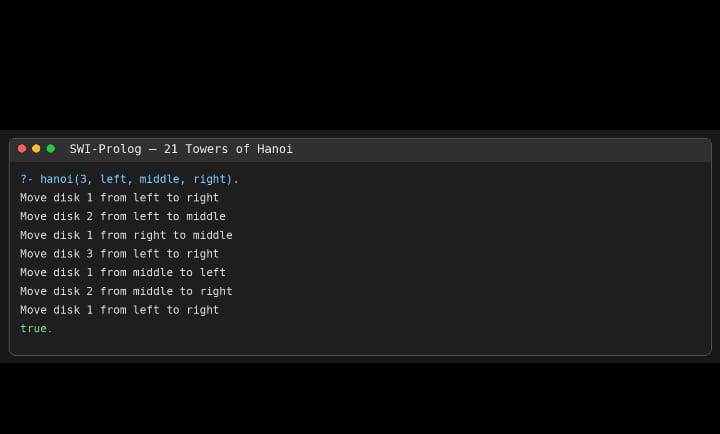 SWI-Prolog — 21 Towers of Hanoi
?- hanoi(3, left, middle, right).
Move disk 1 from left to right
Move disk 2 from left to middle
Move disk 1 from right to middle
Move disk 3 from left to right
Move disk 1 from middle to left
Move disk 2 from middle to right
Move disk 1 from left to right
true.